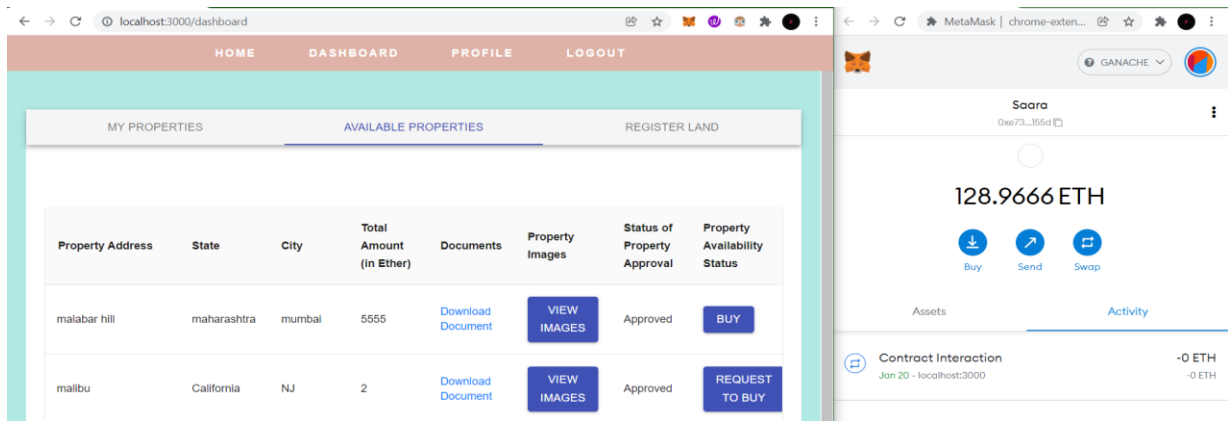 localhost:3000/dashboard
HOME DASHBOARD PROFILE LOGOUT
MY PROPERTIES AVAILABLE PROPERTIES REGISTER LAND
Property Address State City Total Amount (in Ether) Documents Property Images Status of Property Approval Property Availability Status
malabar hill maharashtra mumbai 5555 Download Document VIEW IMAGES Approved BUY
malibu California NJ 2 Download Document VIEW IMAGES Approved REQUEST TO BUY
MetaMask | chrome-exten...
GANACHE
Saara
0xe73...155d
128.9666 ETH
Buy Send Swap
Assets Activity
Contract Interaction -0 ETH
Jan 20 · localhost:3000 -0 ETH